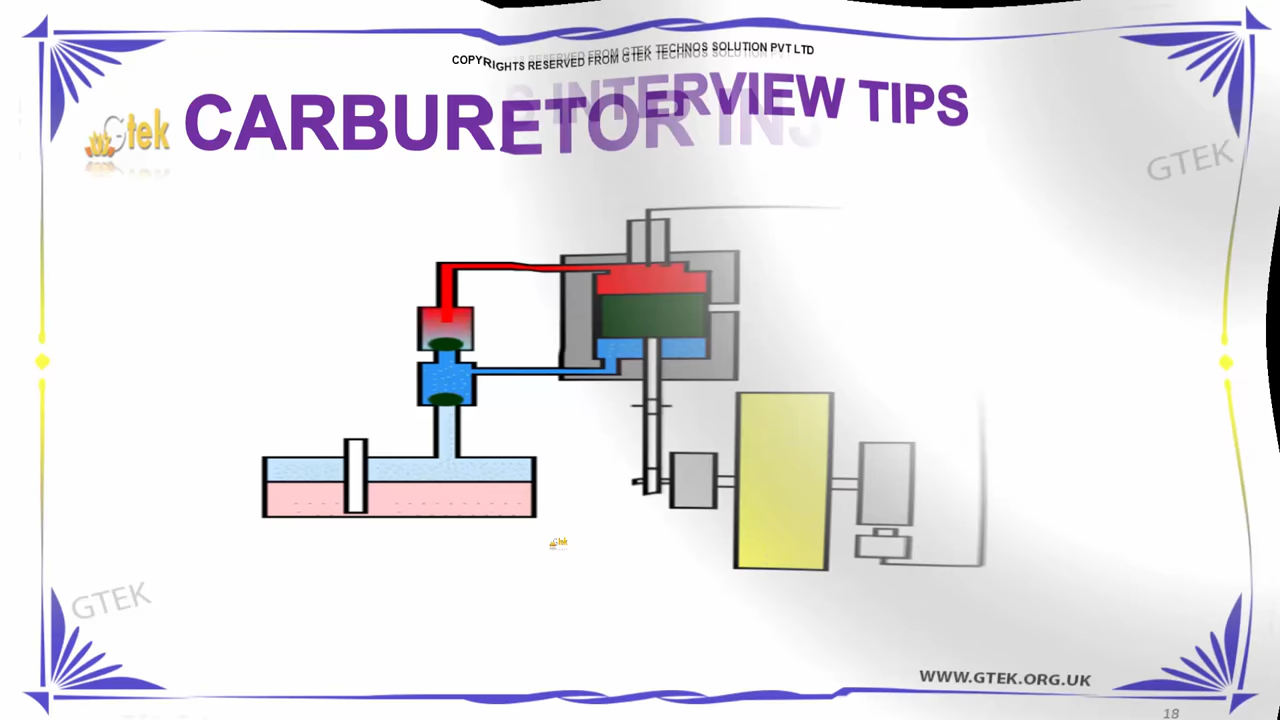 COPYRIGHTS RESERVED FROM GTEK TECHNOS SOLUTION PVT LTD
Gtek CARBURETOR INTERVIEW TIPS
GTEK
GTEK
WWW.GTEK.ORG.UK
18